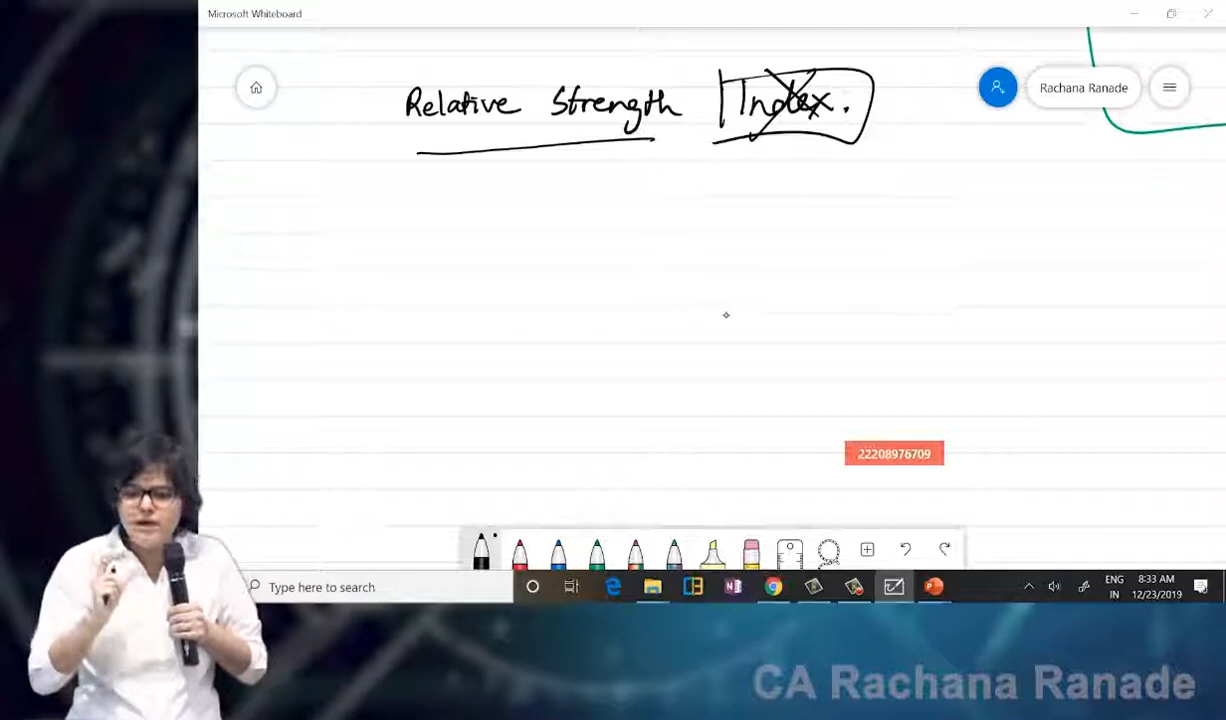 Microsoft Whiteboard
Relative Strength Index.
Rachana Ranade
22208976709
Type here to search
ENG
IN
8:33 AM
12/23/2019
CA Rachana Ranade